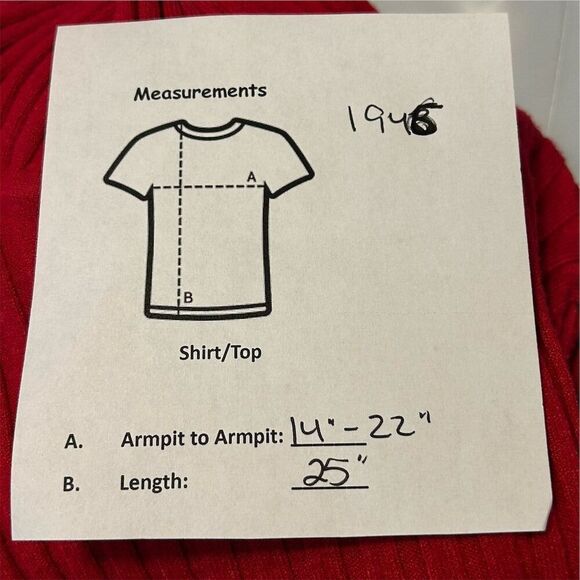 Measurements
A
B
Shirt/Top
A. Armpit to Armpit: 14" - 22"
B. Length: 25"